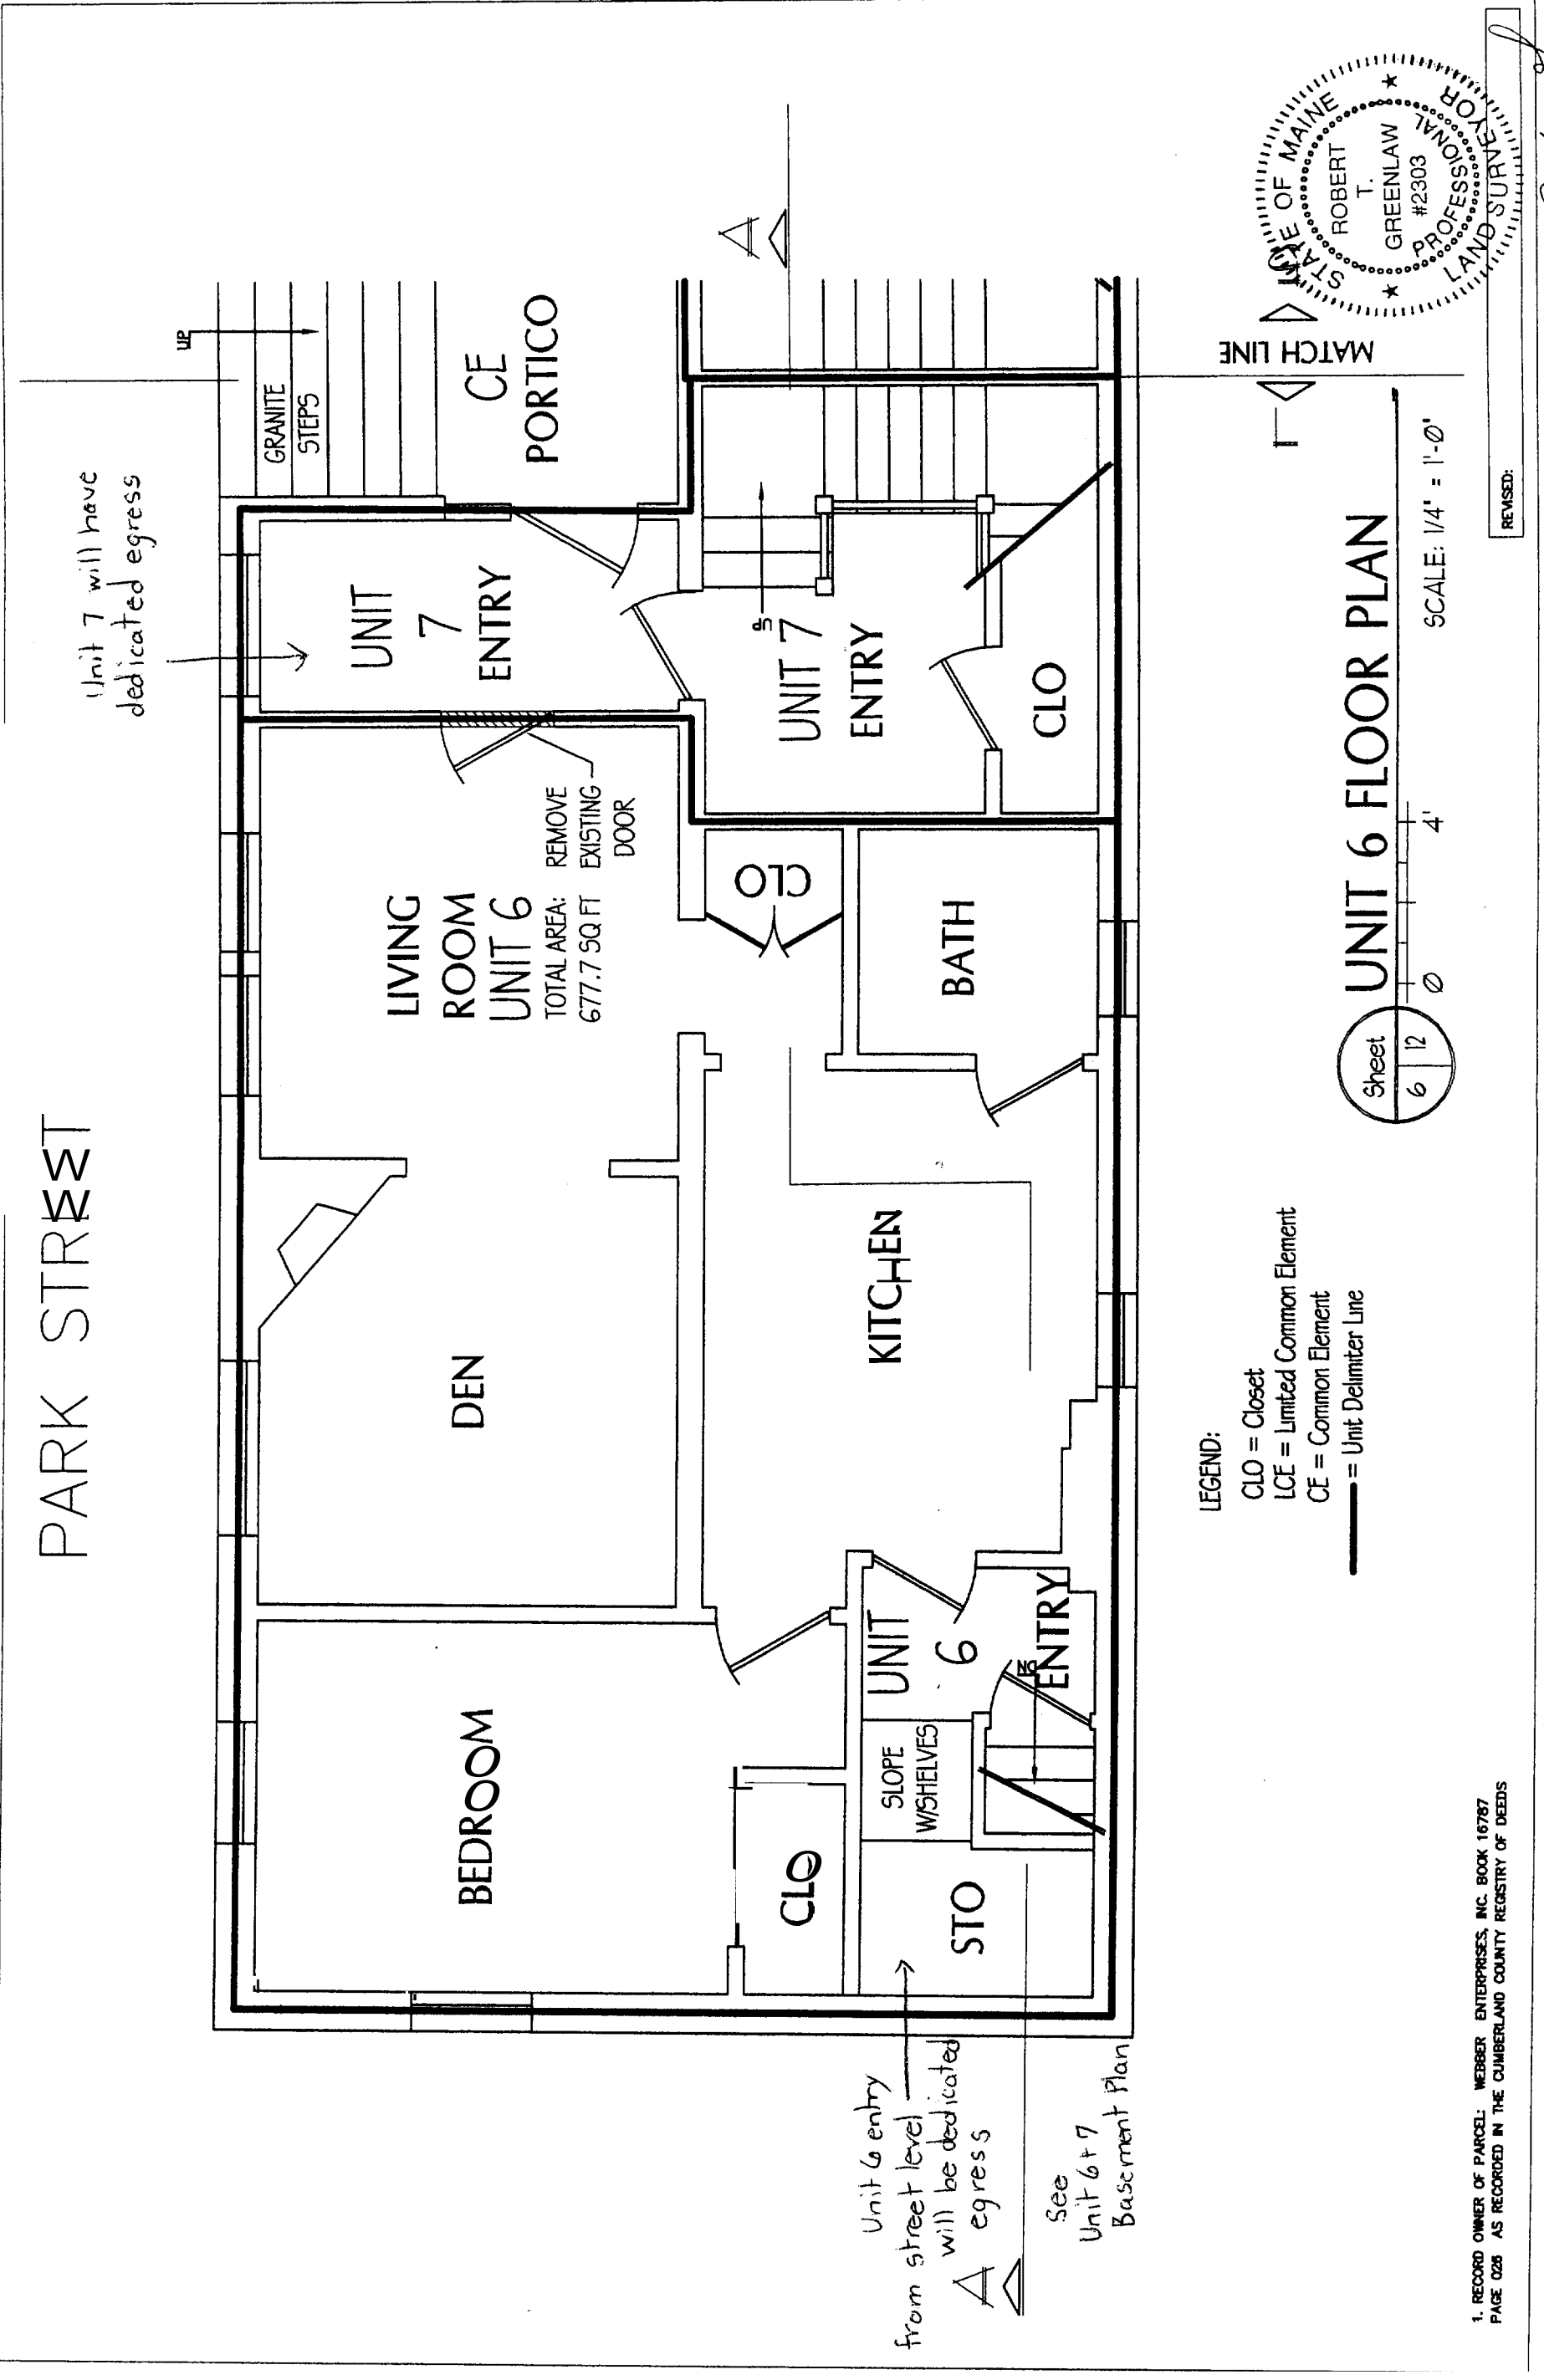 PARK STREET
Unit 7 will have
dedicated egress
UP
GRANITE
STEPS
CE
PORTICO
UNIT
7
ENTRY
LIVING
ROOM
UNIT 6
TOTAL AREA:
677.7 SQ FT
REMOVE
EXISTING
DOOR
DEN
BEDROOM
UP
UNIT 7
ENTRY
CLO
CLO
BATH
KITCHEN
UNIT
6
ENTRY
DN
SLOPE
W/SHELVES
CLO
STO
A
A
Unit 6 entry
from street level
will be dedicated
egress
See
Unit 6+7
Basement Plan
LEGEND:
CLO = Closet
LCE = Limited Common Element
CE = Common Element
= Unit Delimiter Line
MATCH LINE
Sheet
6 12
UNIT 6 FLOOR PLAN
0 4'
SCALE: 1/4" = 1'-0"
STATE OF MAINE
ROBERT
T.
GREENLAW
#2303
PROFESSIONAL
LAND SURVEYOR
REVISED:
1. RECORD OWNER OF PARCEL: WEBBER ENTERPRISES, INC. BOOK 16787
PAGE 026 AS RECORDED IN THE CUMBERLAND COUNTY REGISTRY OF DEEDS